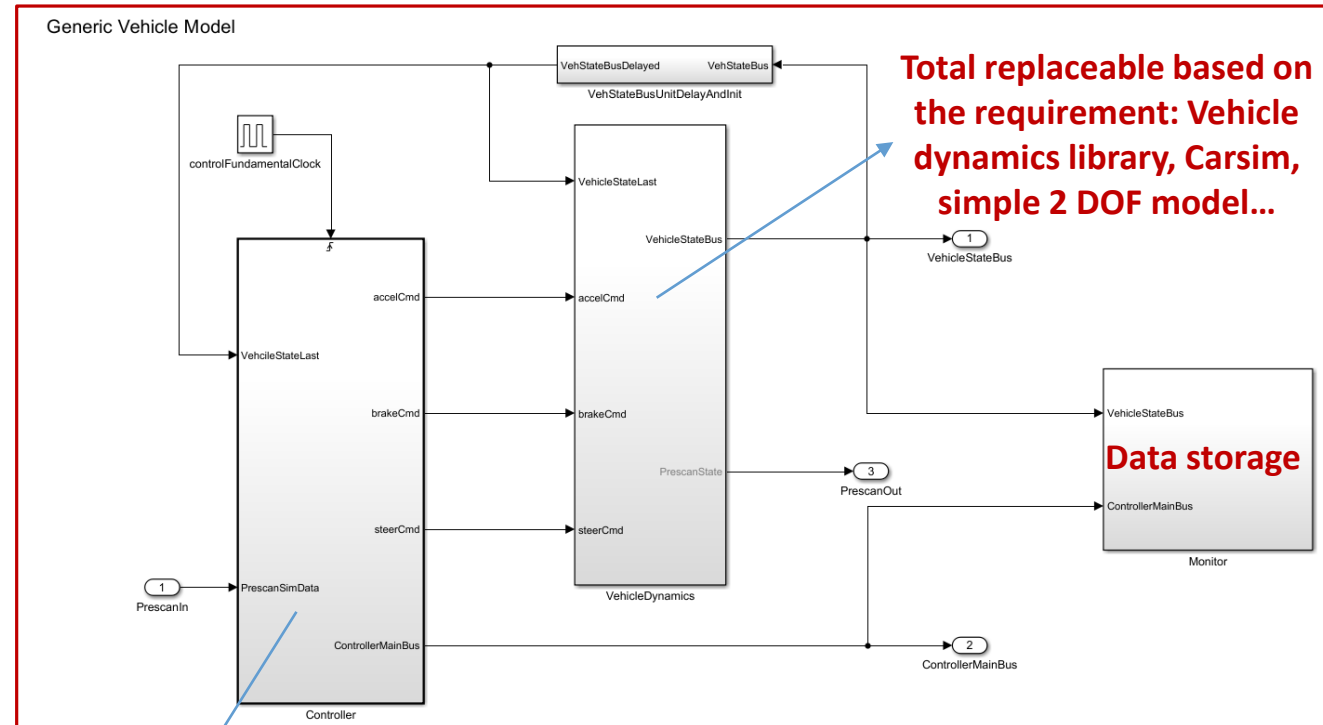 Generic Vehicle Model
VehStateBusDelayed
VehStateBus
VehStateBusUnitDelayAndInit
Total replaceable based on
the requirement: Vehicle
dynamics library, Carsim,
simple 2 DOF model…
controlFundamentalClock
VehicleStateLast
VehicleStateBus
1
VehicleStateBus
accelCmd
accelCmd
VehcileStateLast
brakeCmd
brakeCmd
VehicleStateBus
Data storage
PrescanState
3
PrescanOut
ControllerMainBus
steerCmd
steerCmd
Monitor
1
PrescanIn
PrescanSimData
VehicleDynamics
ControllerMainBus
2
ControllerMainBus
Controller